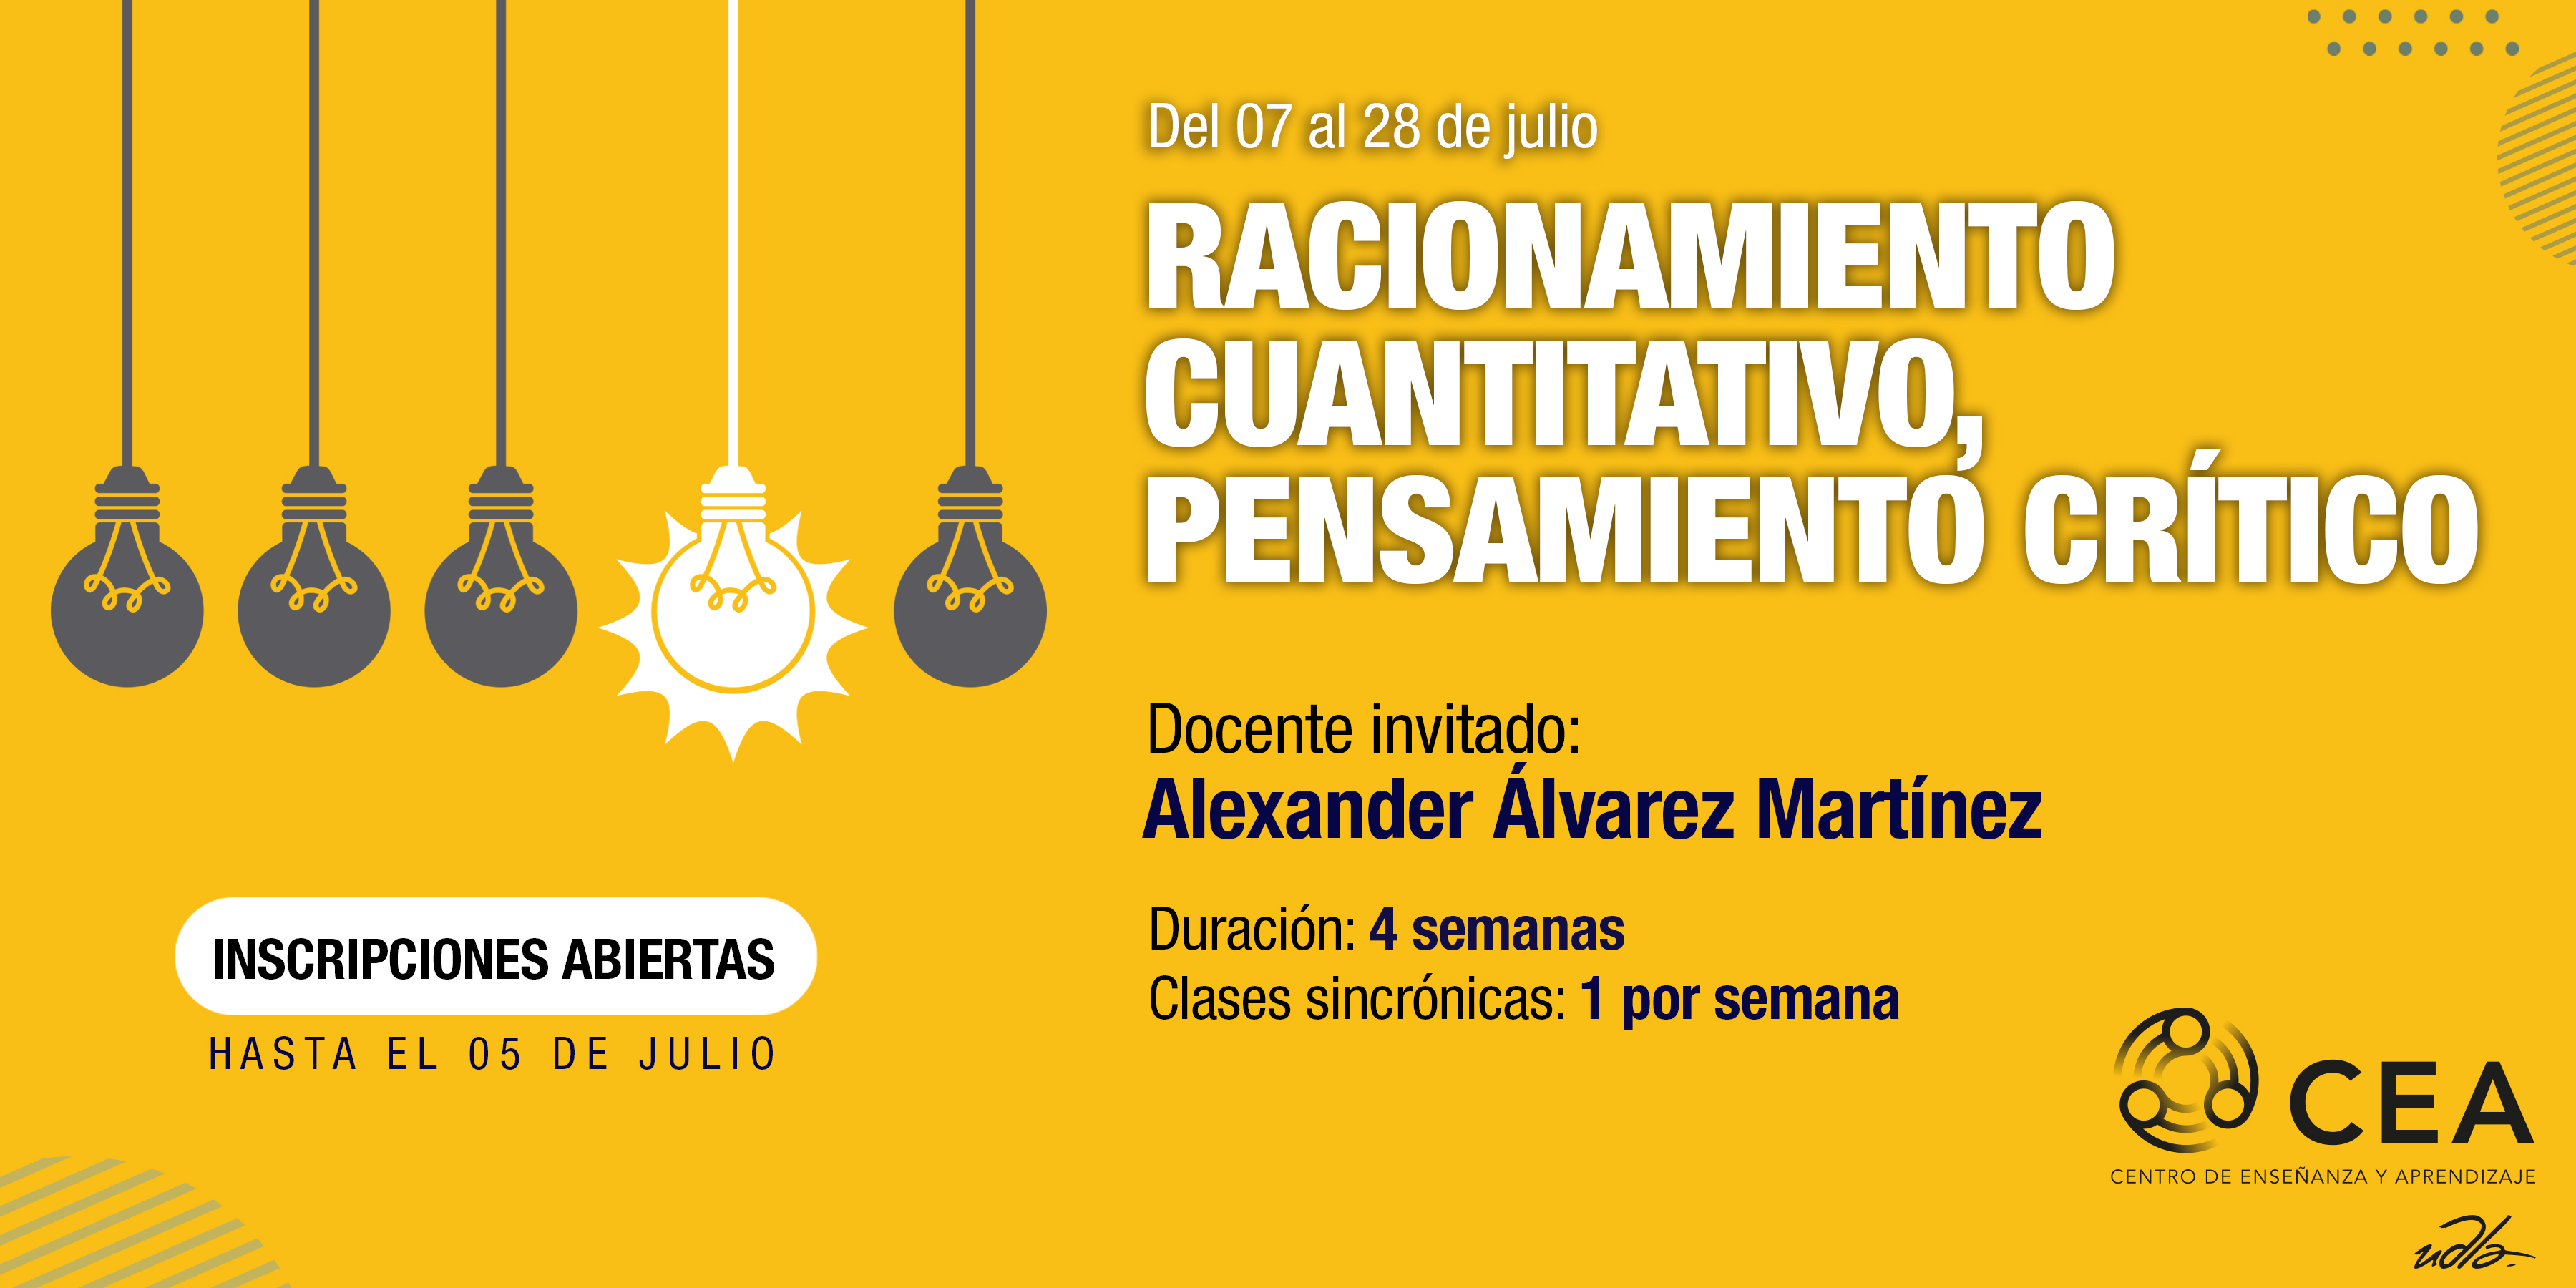 Del 07 al 28 de julio
RACIONAMIENTO
CUANTITATIVO,
PENSAMIENTO CRÍTICO
Docente invitado:
Alexander Álvarez Martínez
Duración: 4 semanas
Clases sincrónicas: 1 por semana
INSCRIPCIONES ABIERTAS
HASTA EL 05 DE JULIO
CEA
CENTRO DE ENSEÑANZA Y APRENDIZAJE
udla